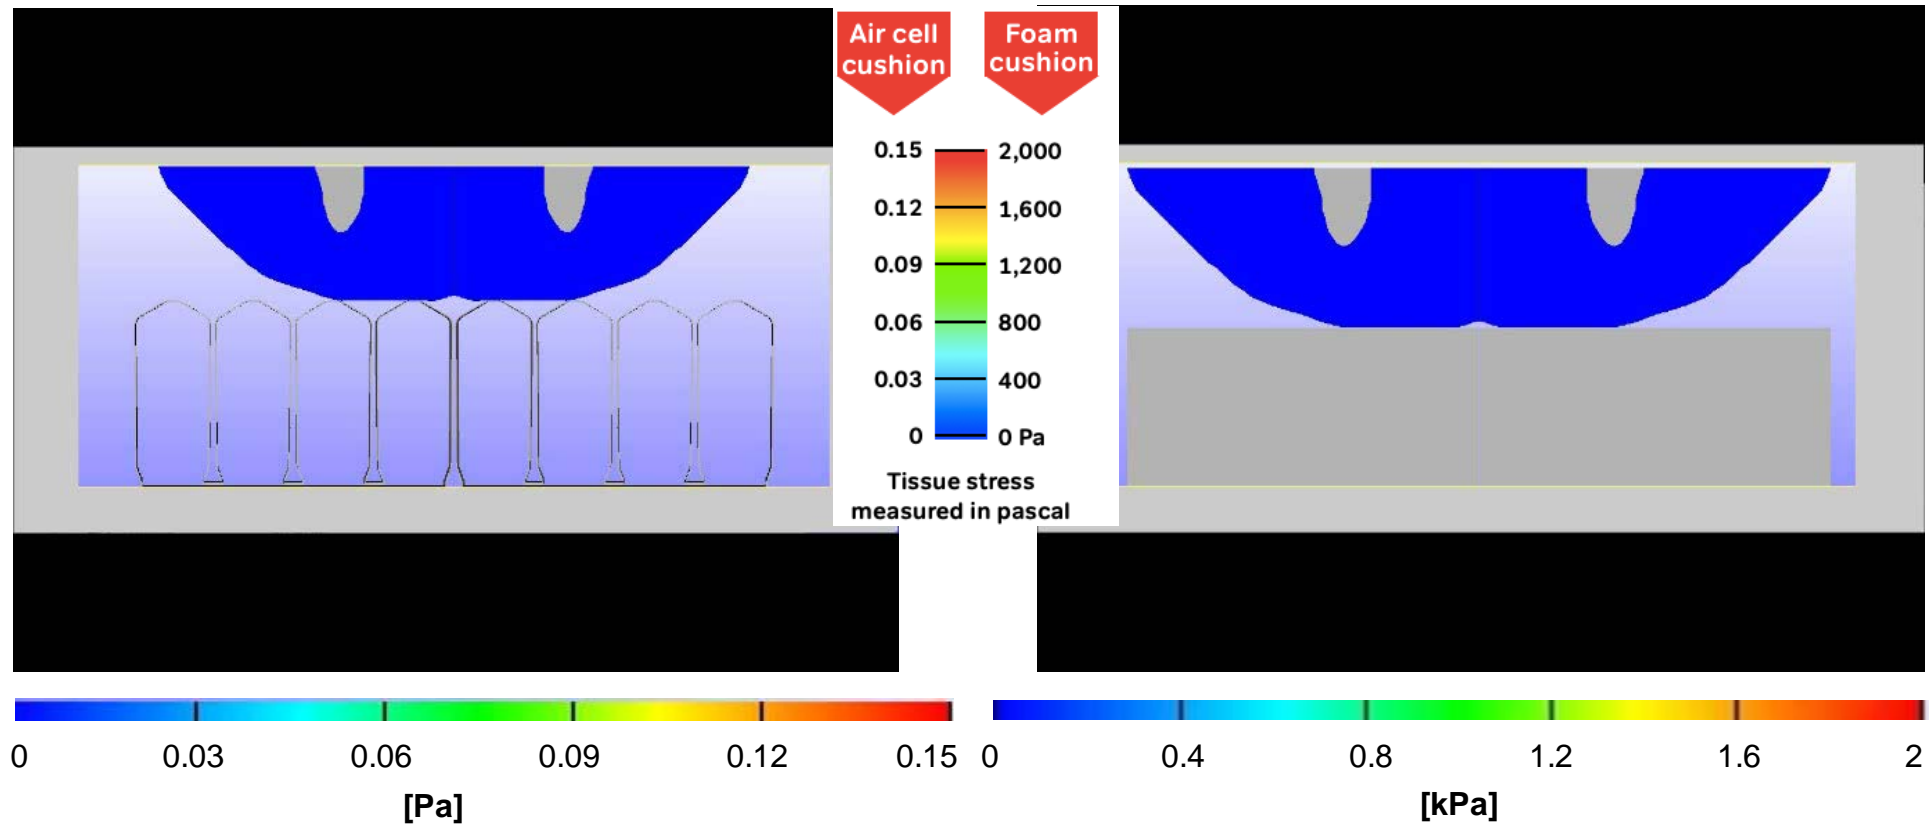 Air cell
cushion
Foam
cushion
0.15 2,000
0.12 1,600
0.09 1,200
0.06 800
0.03 400
0 0 Pa
Tissue stress
measured in pascal
0 0.03 0.06 0.09 0.12 0.15
[Pa]
0 0.4 0.8 1.2 1.6 2
[kPa]